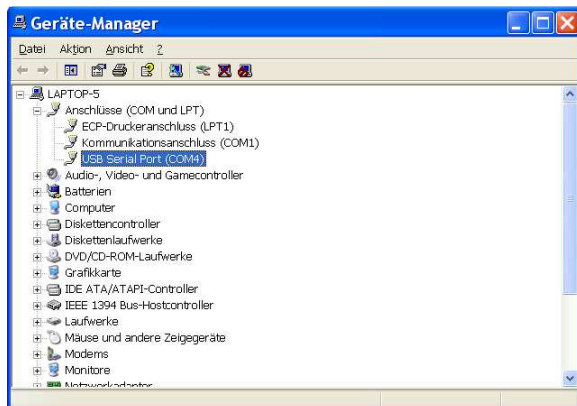 Geräte-Manager
Datei Aktion Ansicht ?
LAPTOP-5
Anschlüsse (COM und LPT)
ECP-Druckeranschluss (LPT1)
Kommunikationsanschluss (COM1)
USB Serial Port (COM4)
Audio-, Video- und Gamecontroller
Batterien
Computer
Diskettencontroller
Diskettenlaufwerke
DVD/CD-ROM-Laufwerke
Grafikkarte
IDE ATA/ATAPI-Controller
IEEE 1394 Bus-Hostcontroller
Laufwerke
Mäuse und andere Zeigegeräte
Modems
Monitore
Netzwerkadapter